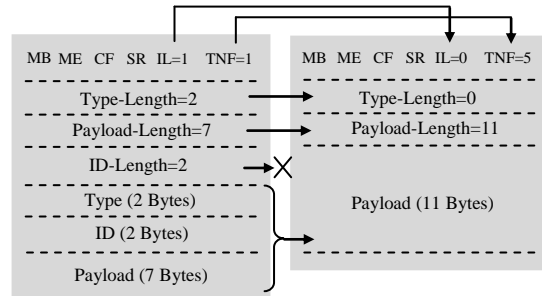 MB ME CF SR IL=1 TNF=1
Type-Length=2
Payload-Length=7
ID-Length=2
Type (2 Bytes)
ID (2 Bytes)
Payload (7 Bytes)
MB ME CF SR IL=0 TNF=5
Type-Length=0
Payload-Length=11
Payload (11 Bytes)